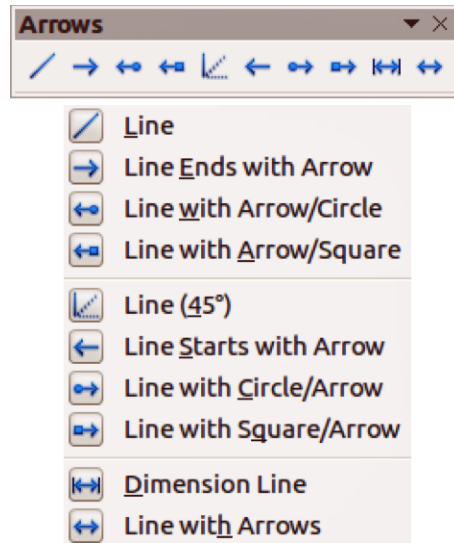 Arrows
Line
Line Ends with Arrow
Line with Arrow/Circle
Line with Arrow/Square
Line (45°)
Line Starts with Arrow
Line with Circle/Arrow
Line with Square/Arrow
Dimension Line
Line with Arrows